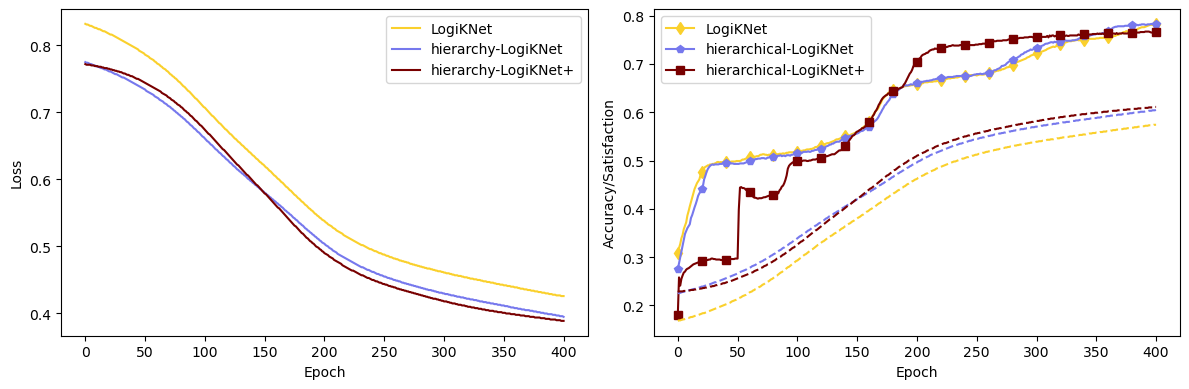 0.8
0.7
0.6
0.5
0.4
Loss
0 50 100 150 200 250 300 350 400
Epoch
LogiKNet
hierarchy-LogiKNet
hierarchy-LogiKNet+
0.8
0.7
0.6
0.5
0.4
0.3
0.2
Accuracy/Satisfaction
0 50 100 150 200 250 300 350 400
Epoch
LogiKNet
hierarchical-LogiKNet
hierarchical-LogiKNet+